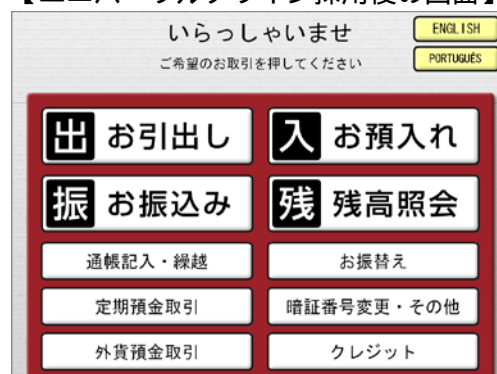 【ユニバーサルデザイン採用後の画面】
いらっしゃいませ
ENGLISH
ご希望のお取引を押してください
PORTUGUÊS
出 お引出し
入 お預入れ
振 お振込み
残 残高照会
通帳記入・繰越
お振替え
定期預金取引
暗証番号変更・その他
外貨預金取引
クレジット